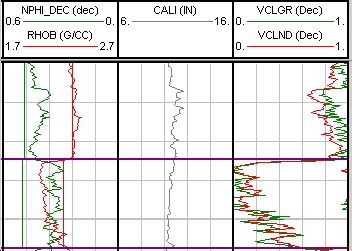 NPHI_DEC (dec)
0.6 0.
RHOB (G/CC)
1.7 2.7
CALI (IN)
6. 16.
VCLGR (Dec)
0. 1.
VCLND (Dec)
0. 1.